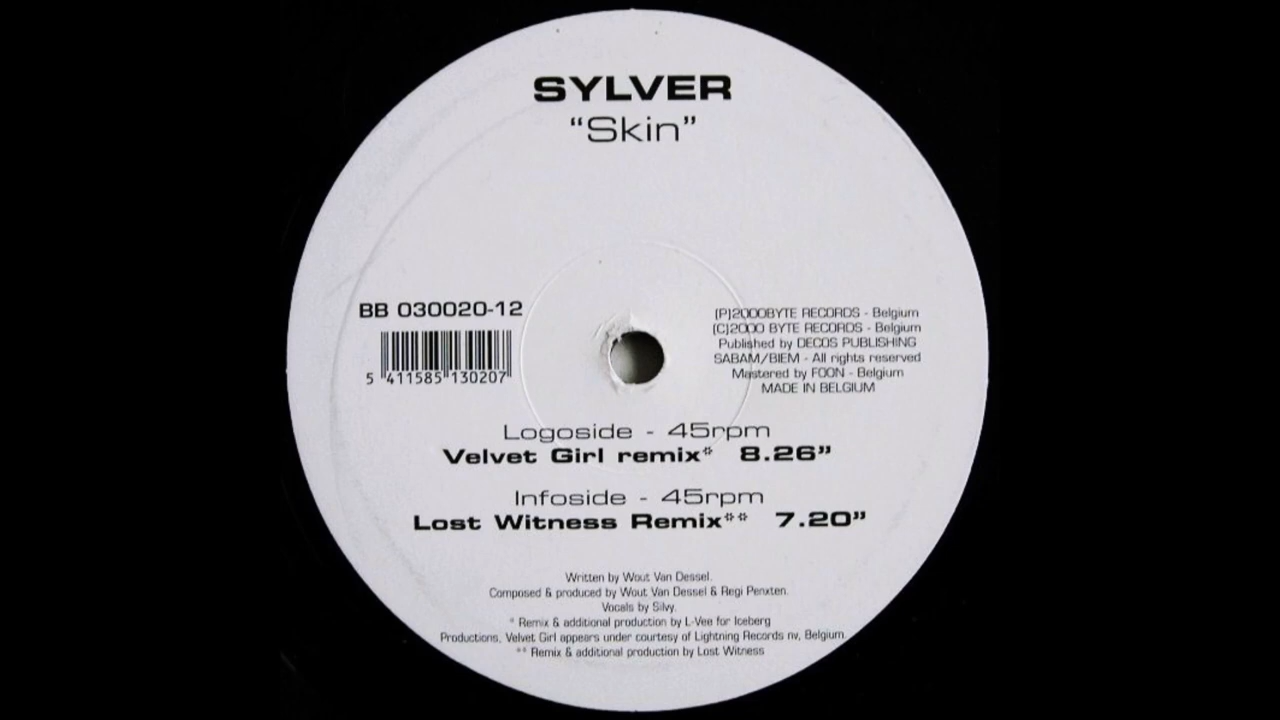 SYLVER
“Skin”
BB 030020-12
5 411585 130207
(P)2000BYTE RECORDS - Belgium
(C)2000 BYTE RECORDS - Belgium
Published by DECOS PUBLISHING
SABAM/BIEM - All rights reserved
Mastered by FOON - Belgium
MADE IN BELGIUM
Logoside - 45rpm
Velvet Girl remix* 8.26”
Infoside - 45rpm
Lost Witness Remix** 7.20”
Written by Wout Van Dessel.
Composed & produced by Wout Van Dessel & Regi Penxten.
Vocals by Silvy.
* Remix & additional production by L-Vee for Iceberg
Productions, Velvet Girl appears under courtesy of Lightning Records nv, Belgium.
** Remix & additional production by Lost Witness